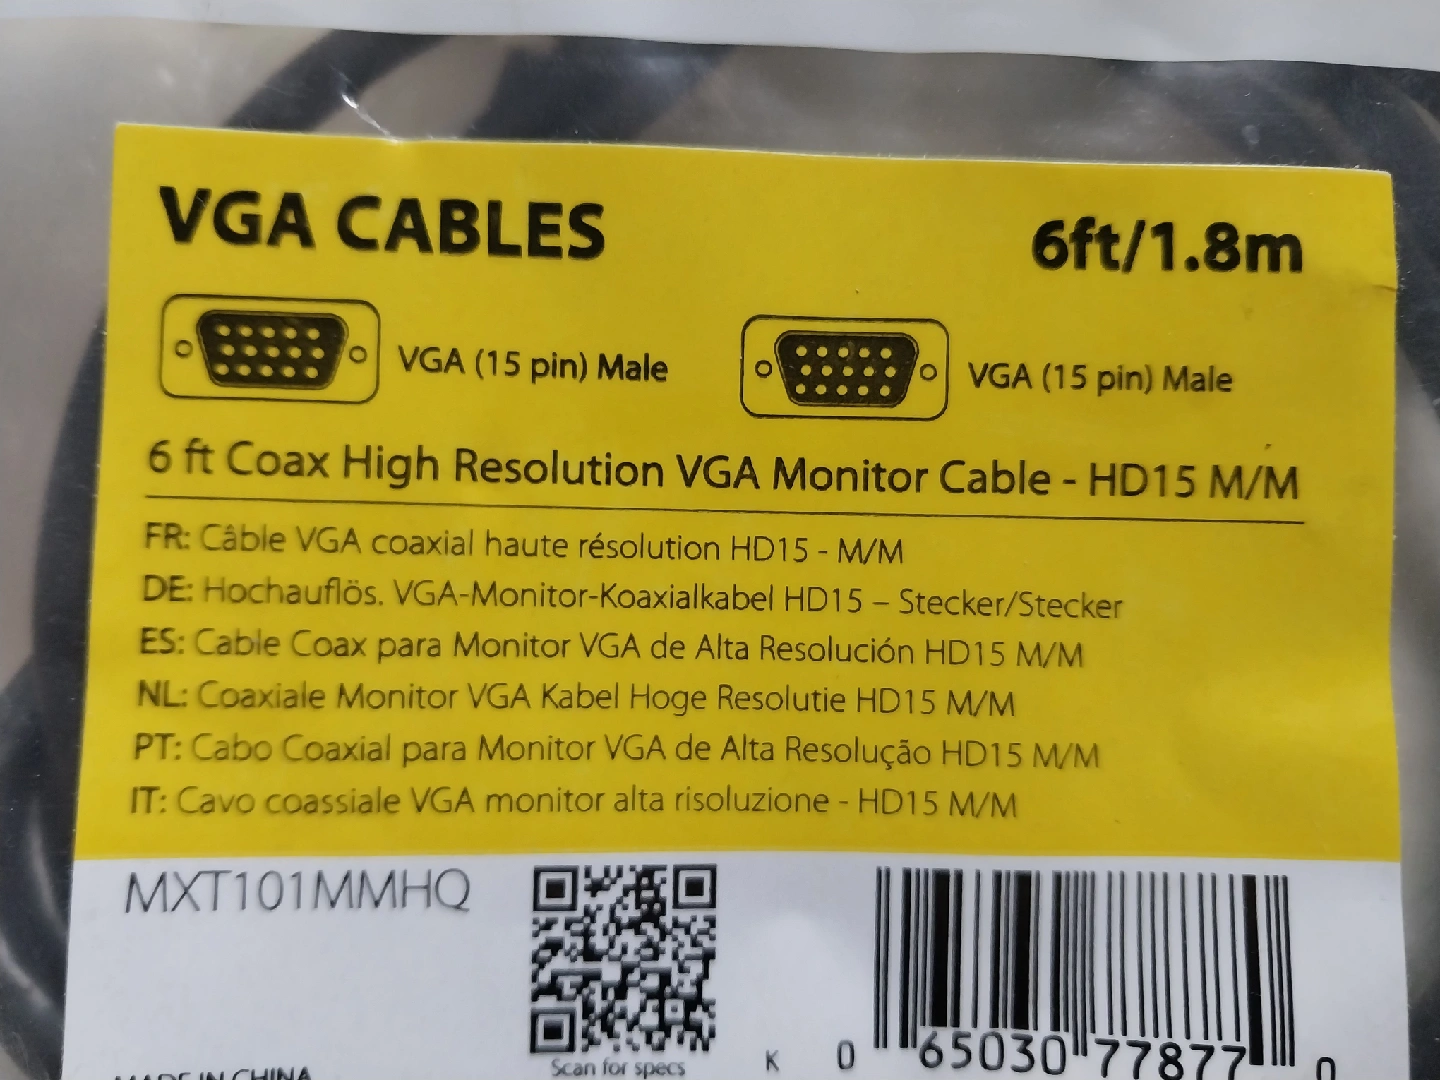 VGA CABLES
6ft/1.8m
VGA (15 pin) Male
VGA (15 pin) Male
6 ft Coax High Resolution VGA Monitor Cable - HD15 M/M
FR: Câble VGA coaxial haute résolution HD15 - M/M
DE: Hochauflös. VGA-Monitor-Koaxialkabel HD15 – Stecker/Stecker
ES: Cable Coax para Monitor VGA de Alta Resolución HD15 M/M
NL: Coaxiale Monitor VGA Kabel Hoge Resolutie HD15 M/M
PT: Cabo Coaxial para Monitor VGA de Alta Resolução HD15 M/M
IT: Cavo coassiale VGA monitor alta risoluzione - HD15 M/M
MXT101MMHQ
MADE IN CHINA
Scan for specs
K 0 65030 77877 0